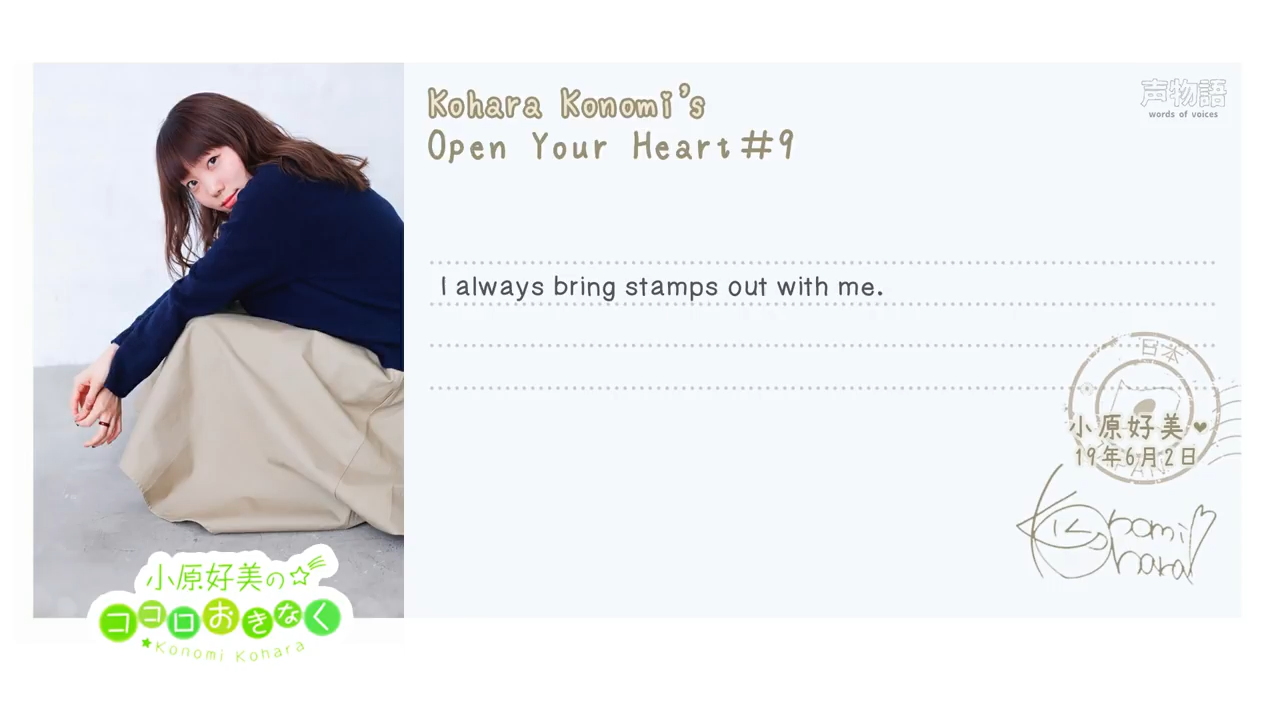 Kohara Konomi's
Open Your Heart #9
声物語
words of voices
I always bring stamps out with me.
日本
小原好美❤
19年6月2日
Konomi
Kohara
小原好美の☆
ココロおきなく
★Konomi Kohara